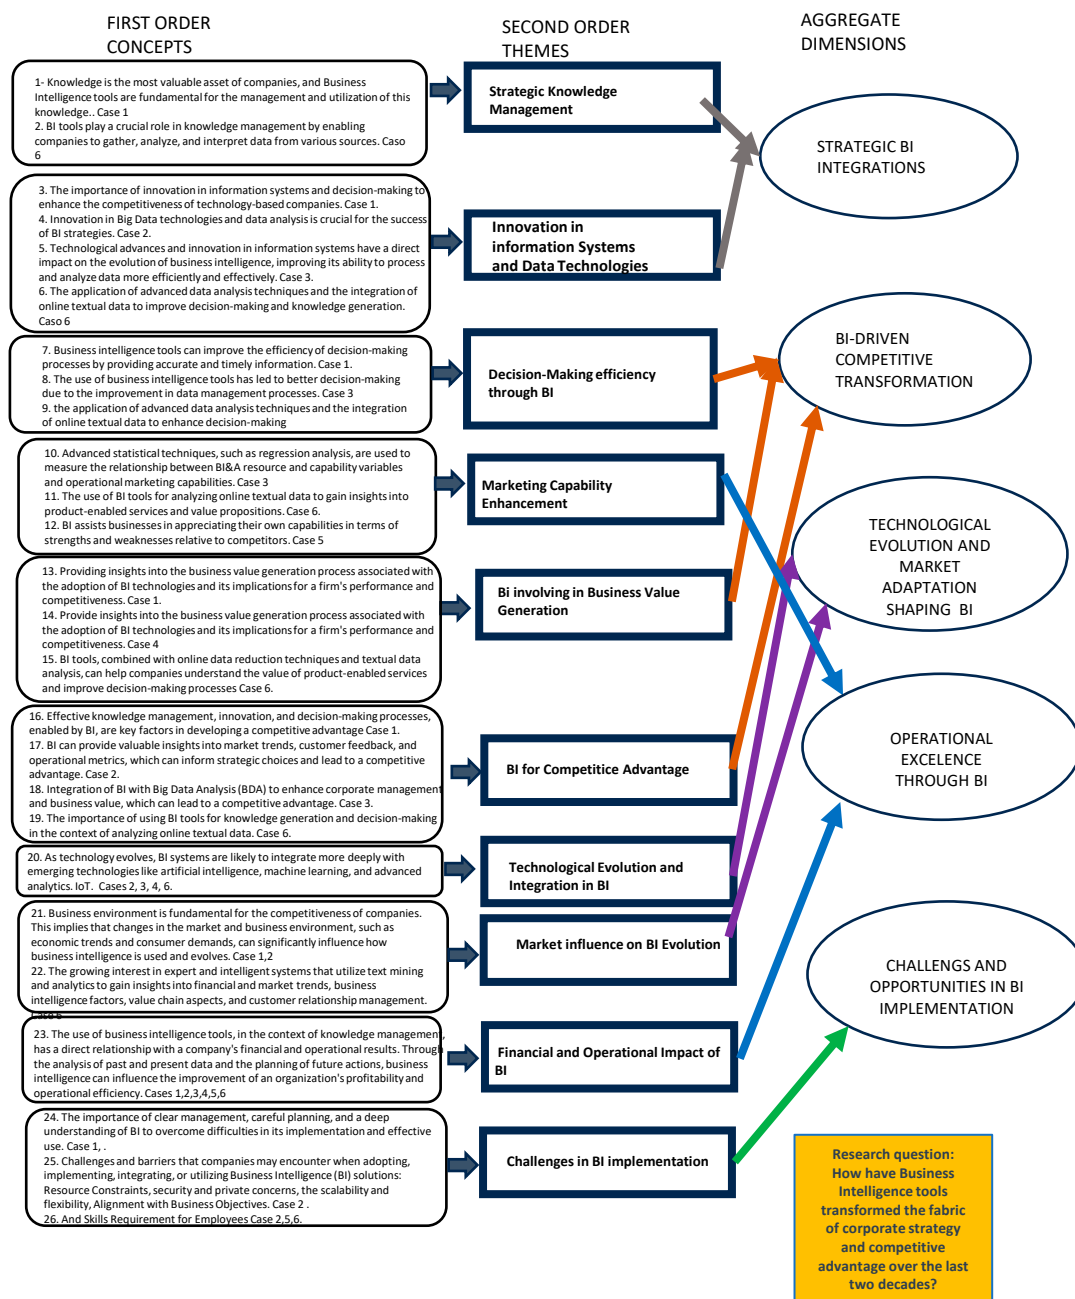 FIRST ORDER
CONCEPTS
SECOND ORDER
THEMES
AGGREGATE
DIMENSIONS
1- Knowledge is the most valuable asset of companies, and Business
Intelligence tools are fundamental for the management and utilization of this
knowledge.. Case 1
2. BI tools play a crucial role in knowledge management by enabling
companies to gather, analyze, and interpret data from various sources. Caso
6
Strategic Knowledge
Management
STRATEGIC BI
INTEGRATIONS
3. The importance of innovation in information systems and decision-making to
enhance the competitiveness of technology-based companies. Case 1.
4. Innovation in Big Data technologies and data analysis is crucial for the success
of BI strategies. Case 2.
5. Technological advances and innovation in information systems have a direct
impact on the evolution of business intelligence, improving its ability to process
and analyze data more efficiently and effectively. Case 3.
6. The application of advanced data analysis techniques and the integration of
online textual data to improve decision-making and knowledge generation.
Caso 6
Innovation in
information Systems
and Data Technologies
7. Business intelligence tools can improve the efficiency of decision-making
processes by providing accurate and timely information. Case 1.
8. The use of business intelligence tools has led to better decision-making
due to the improvement in data management processes. Case 3
9. the application of advanced data analysis techniques and the integration
of online textual data to enhance decision-making
Decision-Making efficiency
through BI
BI-DRIVEN
COMPETITIVE
TRANSFORMATION
10. Advanced statistical techniques, such as regression analysis, are used to
measure the relationship between BI&A resource and capability variables
and operational marketing capabilities. Case 3
11. The use of BI tools for analyzing online textual data to gain insights into
product-enabled services and value propositions. Case 6.
12. BI assists businesses in appreciating their own capabilities in terms of
strengths and weaknesses relative to competitors. Case 5
Marketing Capability
Enhancement
TECHNOLOGICAL
EVOLUTION AND
MARKET
ADAPTATION
SHAPING BI
13. Providing insights into the business value generation process associated with
the adoption of BI technologies and its implications for a firm's performance and
competitiveness. Case 1.
14. Provide insights into the business value generation process associated with
the adoption of BI technologies and its implications for a firm's performance and
competitiveness. Case 4
15. BI tools, combined with online data reduction techniques and textual data
analysis, can help companies understand the value of product-enabled services
and improve decision-making processes Case 6.
Bi involving in Business Value
Generation
16. Effective knowledge management, innovation, and decision-making processes,
enabled by BI, are key factors in developing a competitive advantage Case 1.
17. BI can provide valuable insights into market trends, customer feedback, and
operational metrics, which can inform strategic choices and lead to a competitive
advantage. Case 2.
18. Integration of BI with Big Data Analysis (BDA) to enhance corporate management
and business value, which can lead to a competitive advantage. Case 3.
19. The importance of using BI tools for knowledge generation and decision-making
in the context of analyzing online textual data. Case 6.
BI for Competitice Advantage
OPERATIONAL
EXCELENCE
THROUGH BI
20. As technology evolves, BI systems are likely to integrate more deeply with
emerging technologies like artificial intelligence, machine learning, and advanced
analytics. IoT. Cases 2, 3, 4, 6.
Technological Evolution and
Integration in BI
21. Business environment is fundamental for the competitiveness of companies.
This implies that changes in the market and business environment, such as
economic trends and consumer demands, can significantly influence how
business intelligence is used and evolves. Case 1,2
22. The growing interest in expert and intelligent systems that utilize text mining
and analytics to gain insights into financial and market trends, business
intelligence factors, value chain aspects, and customer relationship management.
Case 6
Market influence on BI Evolution
CHALLENGS AND
OPPORTUNITIES IN BI
IMPLEMENTATION
23. The use of business intelligence tools, in the context of knowledge management,
has a direct relationship with a company's financial and operational results. Through
the analysis of past and present data and the planning of future actions, business
intelligence can influence the improvement of an organization's profitability and
operational efficiency. Cases 1,2,3,4,5,6
Financial and Operational Impact of
BI
24. The importance of clear management, careful planning, and a deep
understanding of BI to overcome difficulties in its implementation and effective
use. Case 1, .
25. Challenges and barriers that companies may encounter when adopting,
implementing, integrating, or utilizing Business Intelligence (BI) solutions:
Resource Constraints, security and private concerns, the scalability and
flexibility, Alignment with Business Objectives. Case 2 .
26. And Skills Requirement for Employees Case 2,5,6.
Challenges in BI implementation
Research question:
How have Business
Intelligence tools
transformed the fabric
of corporate strategy
and competitive
advantage over the last
two decades?